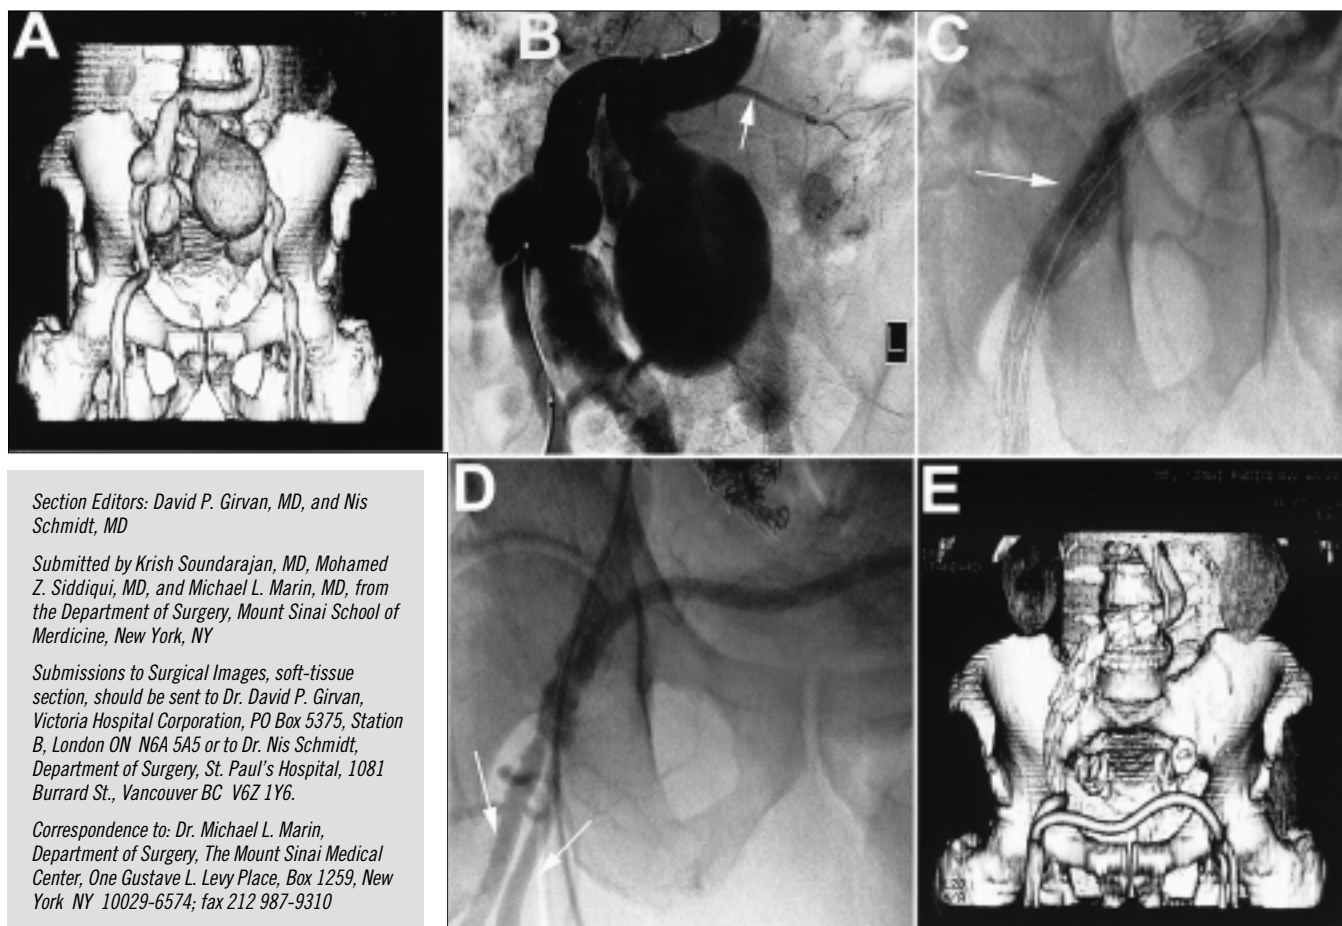 A
B
C
L
Section Editors: David P. Girvan, MD, and Nis
Schmidt, MD
Submitted by Krish Soundarajan, MD, Mohamed
Z. Siddiqui, MD, and Michael L. Marin, MD, from
the Department of Surgery, Mount Sinai School of
Merdicine, New York, NY
Submissions to Surgical Images, soft-tissue
section, should be sent to Dr. David P. Girvan,
Victoria Hospital Corporation, PO Box 5375, Station
B, London ON N6A 5A5 or to Dr. Nis Schmidt,
Department of Surgery, St. Paul's Hospital, 1081
Burrard St., Vancouver BC V6Z 1Y6.
Correspondence to: Dr. Michael L. Marin,
Department of Surgery, The Mount Sinai Medical
Center, One Gustave L. Levy Place, Box 1259, New
York NY 10029-6574; fax 212 987-9310
D
E